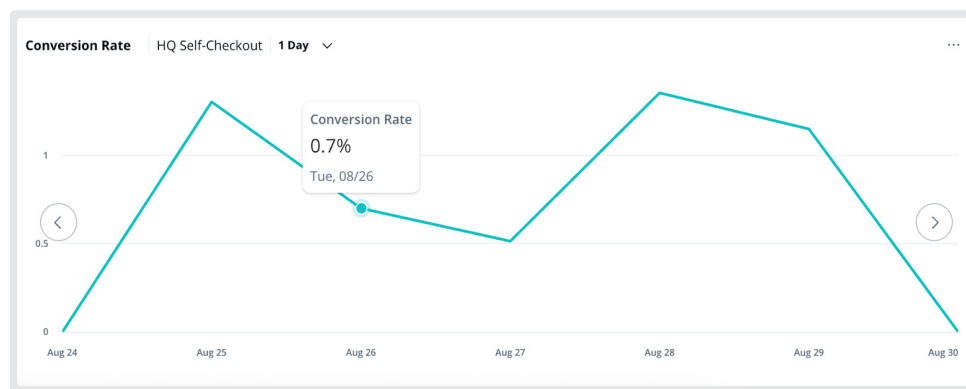 Conversion Rate HQ Self-Checkout 1 Day
...
Conversion Rate
0.7%
Tue, 08/26
1
0.5
0
Aug 24 Aug 25 Aug 26 Aug 27 Aug 28 Aug 29 Aug 30